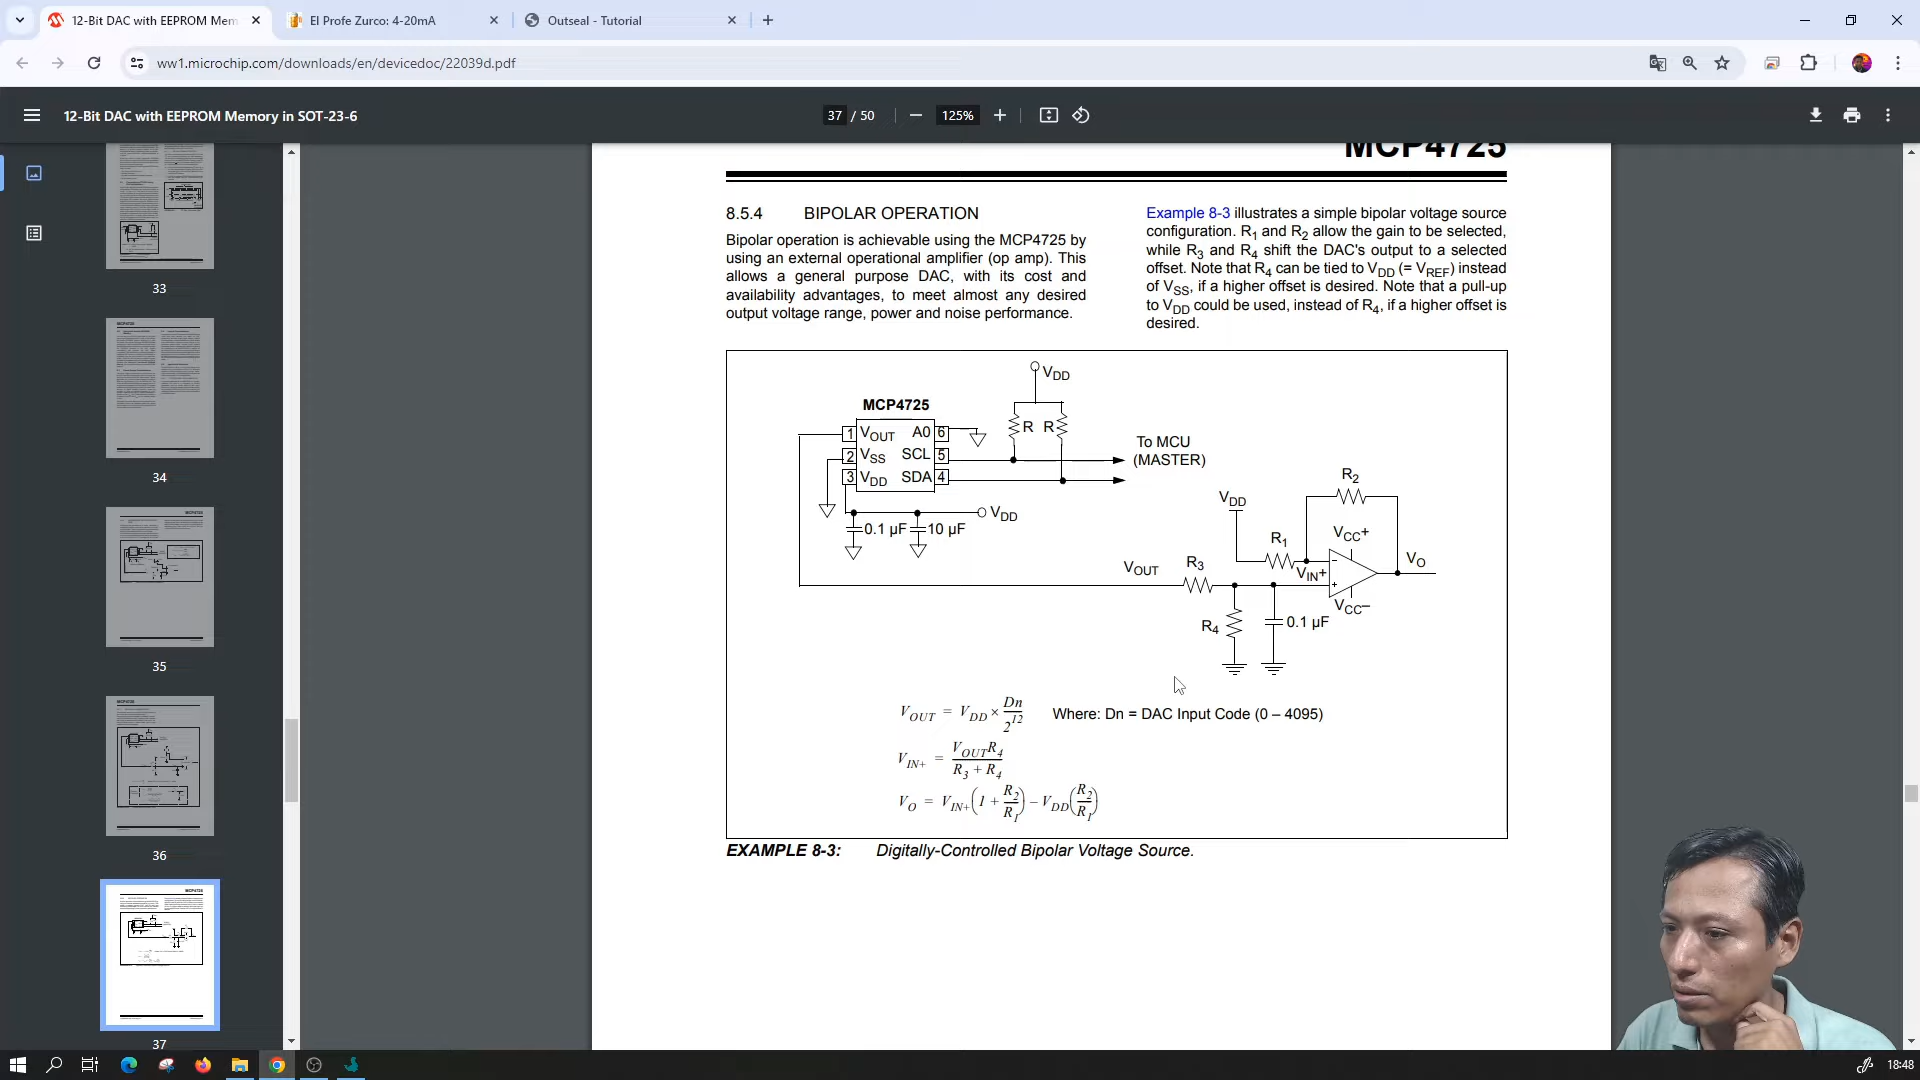 12-Bit DAC with EEPROM Mem
El Profe Zurco: 4-20mA
Outseal - Tutorial
ww1.microchip.com/downloads/en/devicedoc/22039d.pdf
12-Bit DAC with EEPROM Memory in SOT-23-6
37 / 50
125%
33
34
35
36
37
MCP4725
8.5.4 BIPOLAR OPERATION
Bipolar operation is achievable using the MCP4725 by
using an external operational amplifier (op amp). This
allows a general purpose DAC, with its cost and
availability advantages, to meet almost any desired
output voltage range, power and noise performance.
Example 8-3 illustrates a simple bipolar voltage source
configuration. R1 and R2 allow the gain to be selected,
while R3 and R4 shift the DAC's output to a selected
offset. Note that R4 can be tied to VDD (= VREF) instead
of VSS, if a higher offset is desired. Note that a pull-up
to VDD could be used, instead of R4, if a higher offset is
desired.
VDD
MCP4725
R R
1 VOUT A0 6
2 VSS SCL 5
3 VDD SDA 4
To MCU
(MASTER)
VDD
0.1 µF 10 µF
VDD
R2
R1
VCC+
VOUT
R3
VIN+
–
+
VO
VCC–
R4
0.1 µF
VOUT = VDD × Dn / 2^12
Where: Dn = DAC Input Code (0 – 4095)
VIN+ = VOUTR4 / R3 + R4
VO = VIN+(1 + R2/R1) – VDD(R2/R1)
EXAMPLE 8-3: Digitally-Controlled Bipolar Voltage Source.
18:48